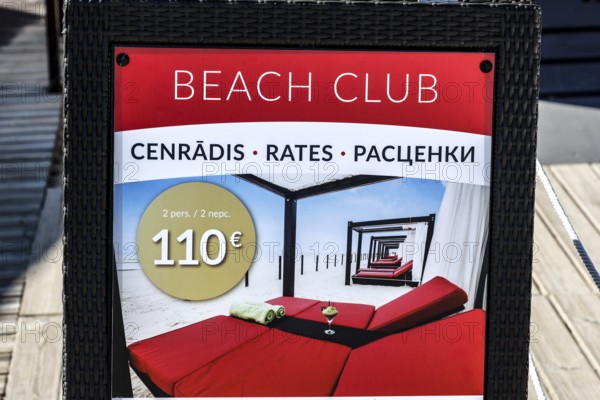 BEACH CLUB
CENRĀDIS • RATES • РАСЦЕНКИ
2 pers. / 2 перс.
110€